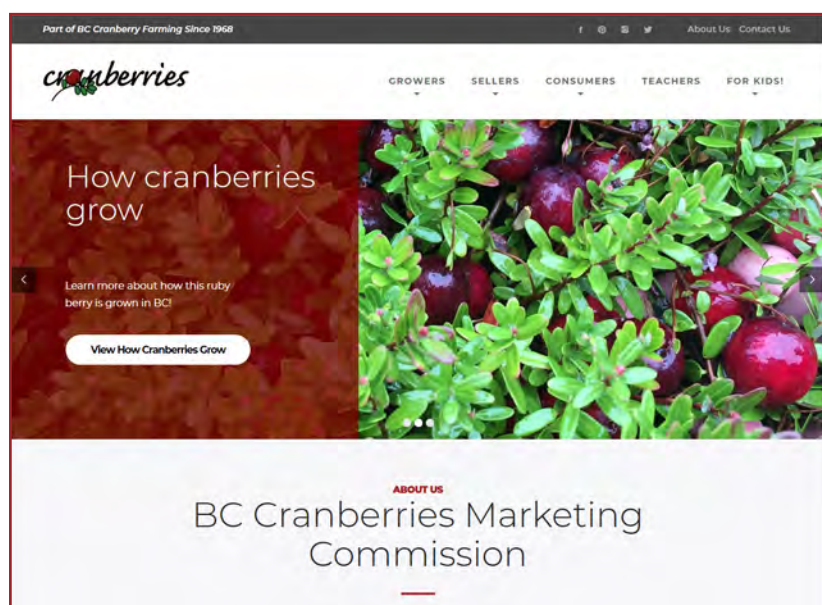 Part of BC Cranberry Farming Since 1968
About Us Contact Us
cranberries
GROWERS SELLERS CONSUMERS TEACHERS FOR KIDS!
How cranberries
grow
Learn more about how this ruby
berry is grown in BC!
View How Cranberries Grow
ABOUT US
BC Cranberries Marketing
Commission